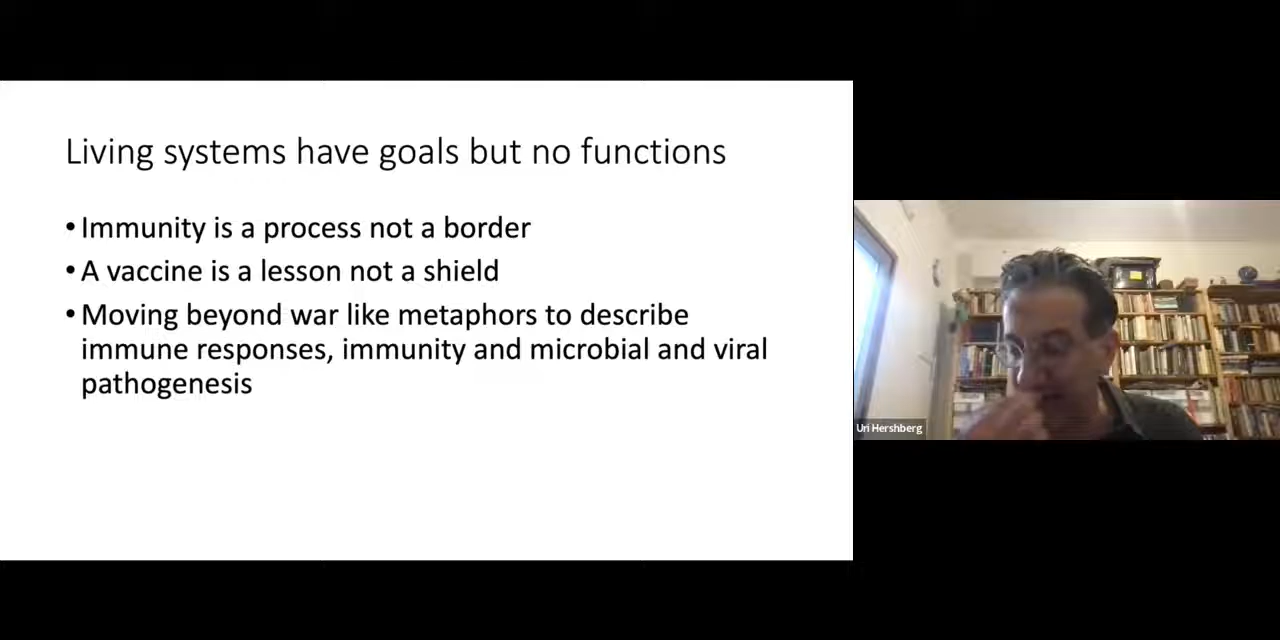 Living systems have goals but no functions
• Immunity is a process not a border
• A vaccine is a lesson not a shield
• Moving beyond war like metaphors to describe
immune responses, immunity and microbial and viral
pathogenesis
Uri Hershberg